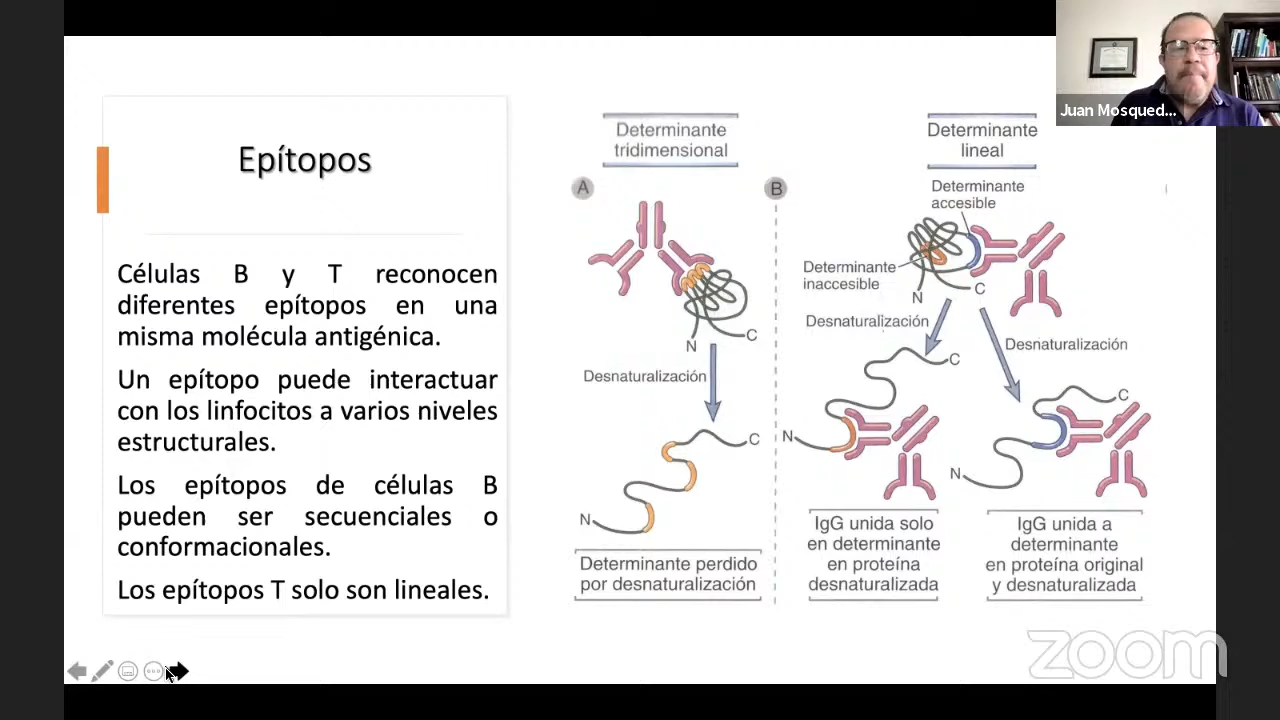 Juan Mosqued...
Epítopos
Células B y T reconocen
diferentes epítopos en una
misma molécula antigénica.
Un epítopo puede interactuar
con los linfocitos a varios niveles
estructurales.
Los epítopos de células B
pueden ser secuenciales o
conformacionales.
Los epítopos T solo son lineales.
Determinante
tridimensional
A
N
C
Desnaturalización
C
N
Determinante perdido
por desnaturalización
B
Determinante
lineal
Determinante
accesible
Determinante
inaccesible
N
C
Desnaturalización
Desnaturalización
C
N
C
N
IgG unida solo
en determinante
en proteína
desnaturalizada
IgG unida a
determinante
en proteína original
y desnaturalizada
zoom